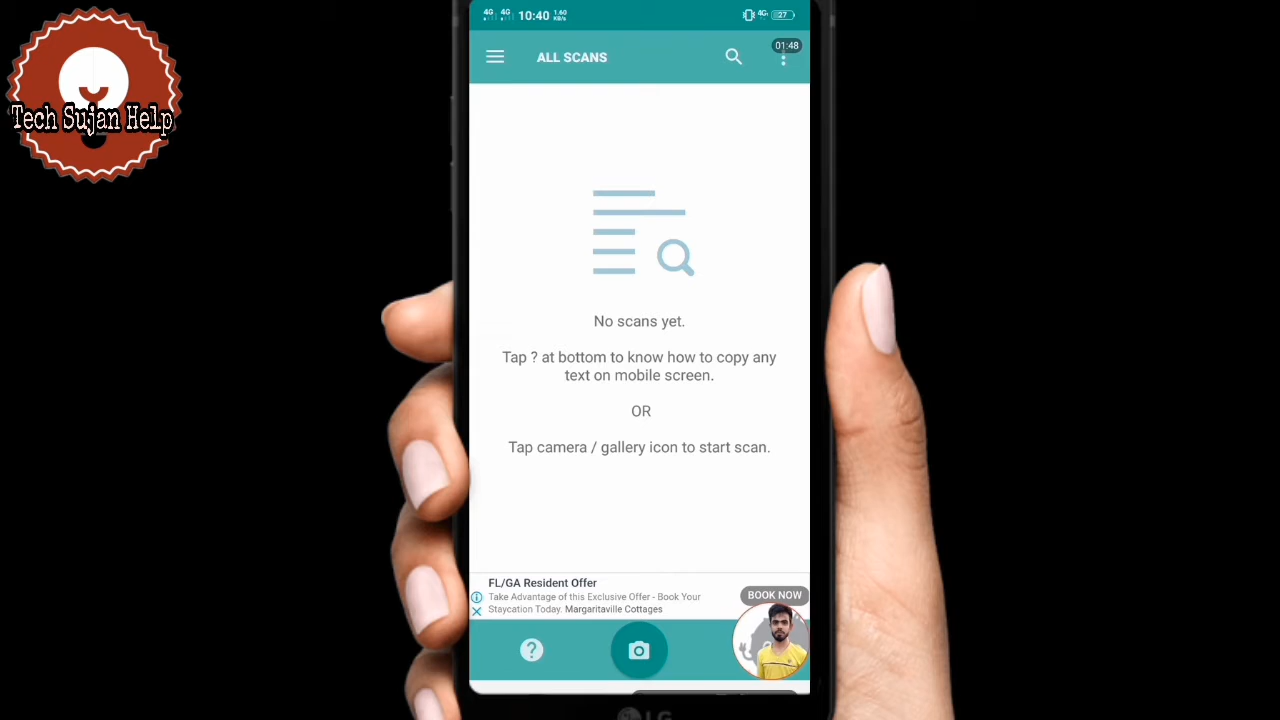 Tech Sujan Help
4G 4G 10:40 1.60 KB/s 4G 27
01:48
ALL SCANS
No scans yet.
Tap ? at bottom to know how to copy any
text on mobile screen.
OR
Tap camera / gallery icon to start scan.
FL/GA Resident Offer
Take Advantage of this Exclusive Offer - Book Your
Staycation Today. Margaritaville Cottages
BOOK NOW
?
LG